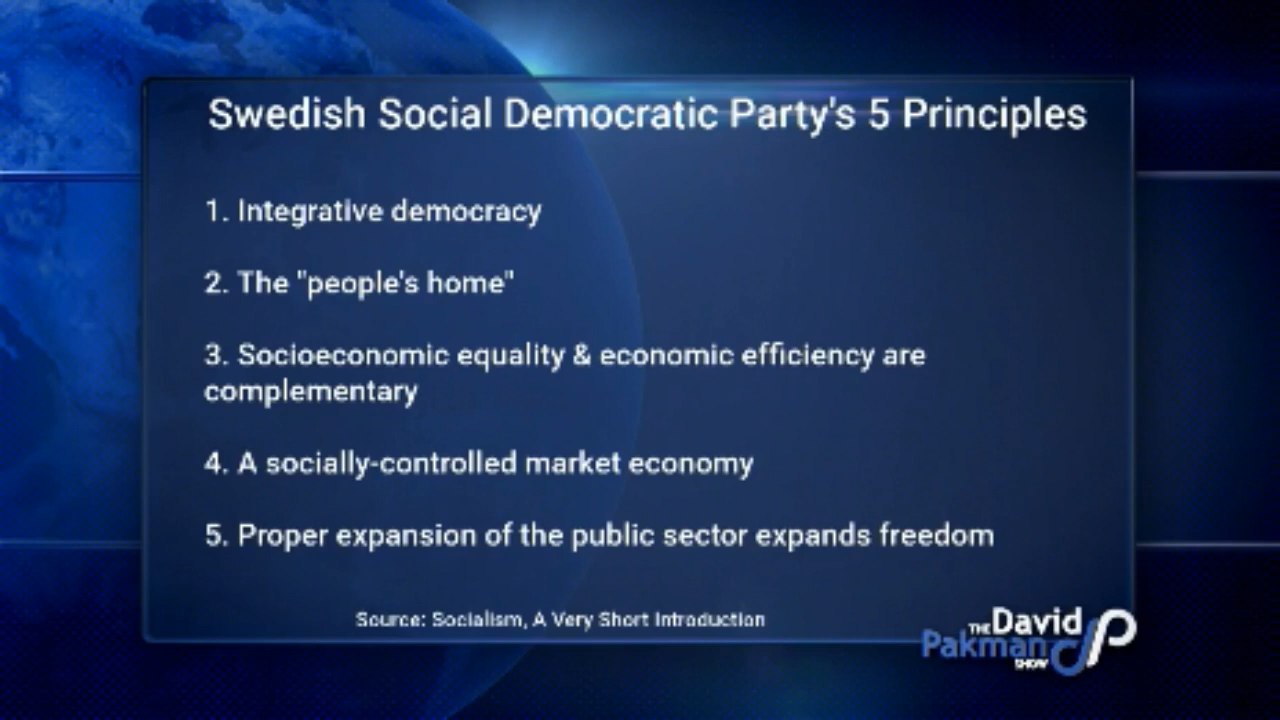 Swedish Social Democratic Party's 5 Principles
1. Integrative democracy
2. The "people's home"
3. Socioeconomic equality & economic efficiency are
complementary
4. A socially-controlled market economy
5. Proper expansion of the public sector expands freedom
Source: Socialism, A Very Short Introduction
THE David
Pakman
SHOW